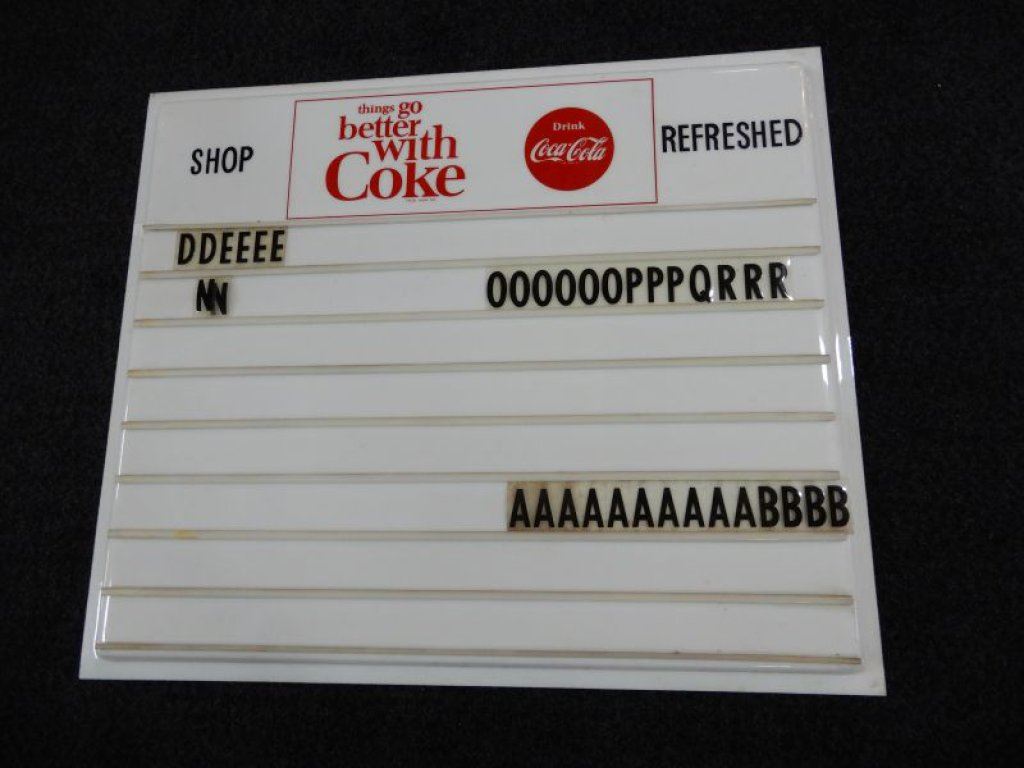 SHOP
things go
better
with
Coke
Drink
Coca-Cola
REFRESHED
DDEEEE
NN
OOOOOOPPPQRRR
AAAAAAAAAABBBB